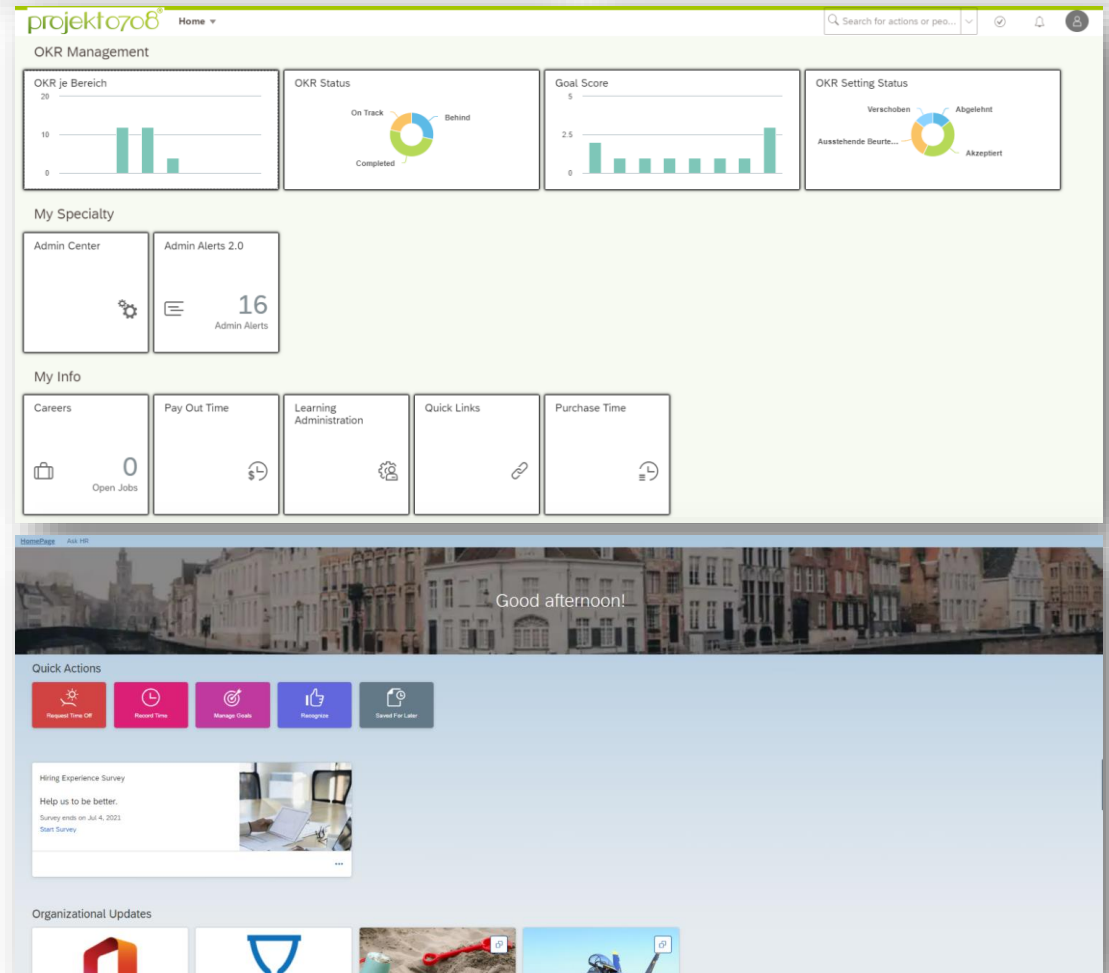 projekt0708®
Home
Search for actions or peo...
OKR Management
OKR je Bereich
20
10
0
OKR Status
On Track
Behind
Completed
Goal Score
5
2.5
0
OKR Setting Status
Verschoben
Abgelehnt
Ausstehende Beurte...
Akzeptiert
My Specialty
Admin Center
Admin Alerts 2.0
16
Admin Alerts
My Info
Careers
0
Open Jobs
Pay Out Time
Learning
Administration
Quick Links
Purchase Time
HomePage Ask HR
Good afternoon!
Quick Actions
Request Time Off
Record Time
Manage Goals
Recognize
Saved For Later
Hiring Experience Survey
Help us to be better.
Survey ends on Jul 4, 2021
Start Survey
Organizational Updates